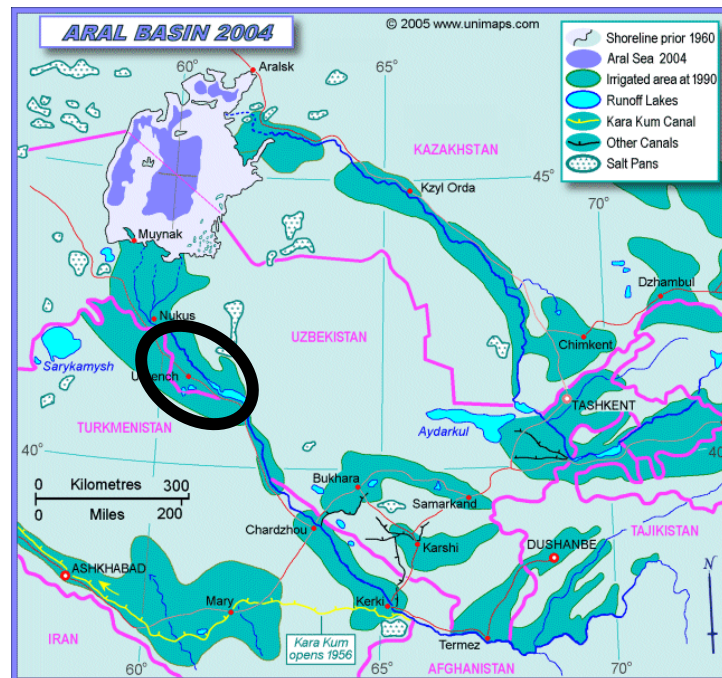 ARAL BASIN 2004
© 2005 www.unimaps.com
Shoreline prior 1960
Aral Sea 2004
Irrigated area at 1990
Runoff Lakes
Kara Kum Canal
Other Canals
Salt Pans
60
Aralsk
65
KAZAKHSTAN
45
Kzyl Orda
70
Muynak
Dzhambul
Nukus
UZBEKISTAN
Chimkent
Sarykamysh
TASHKENT
TURKMENISTAN
Aydarkul
40
40
0 Kilometres 300
0 Miles 200
Bukhara
Samarkand
Chardzhou
Karshi
DUSHANBE
TAJIKISTAN
ASHKHABAD
Mary
Kerki
N
IRAN
Kara Kum
opens 1956
Termez
60°
65°
AFGHANISTAN
70